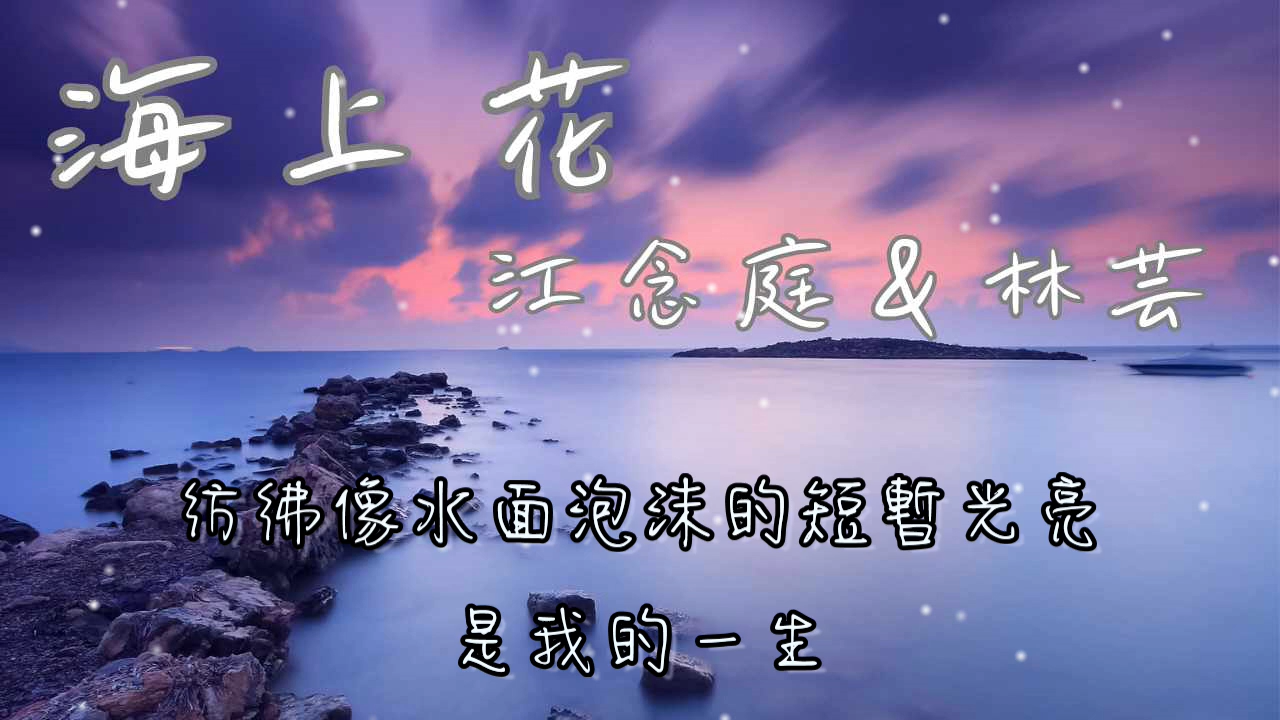 海上花
江念庭&林芸
紡彿像水面泡沫的短暫光亮
是我的一生